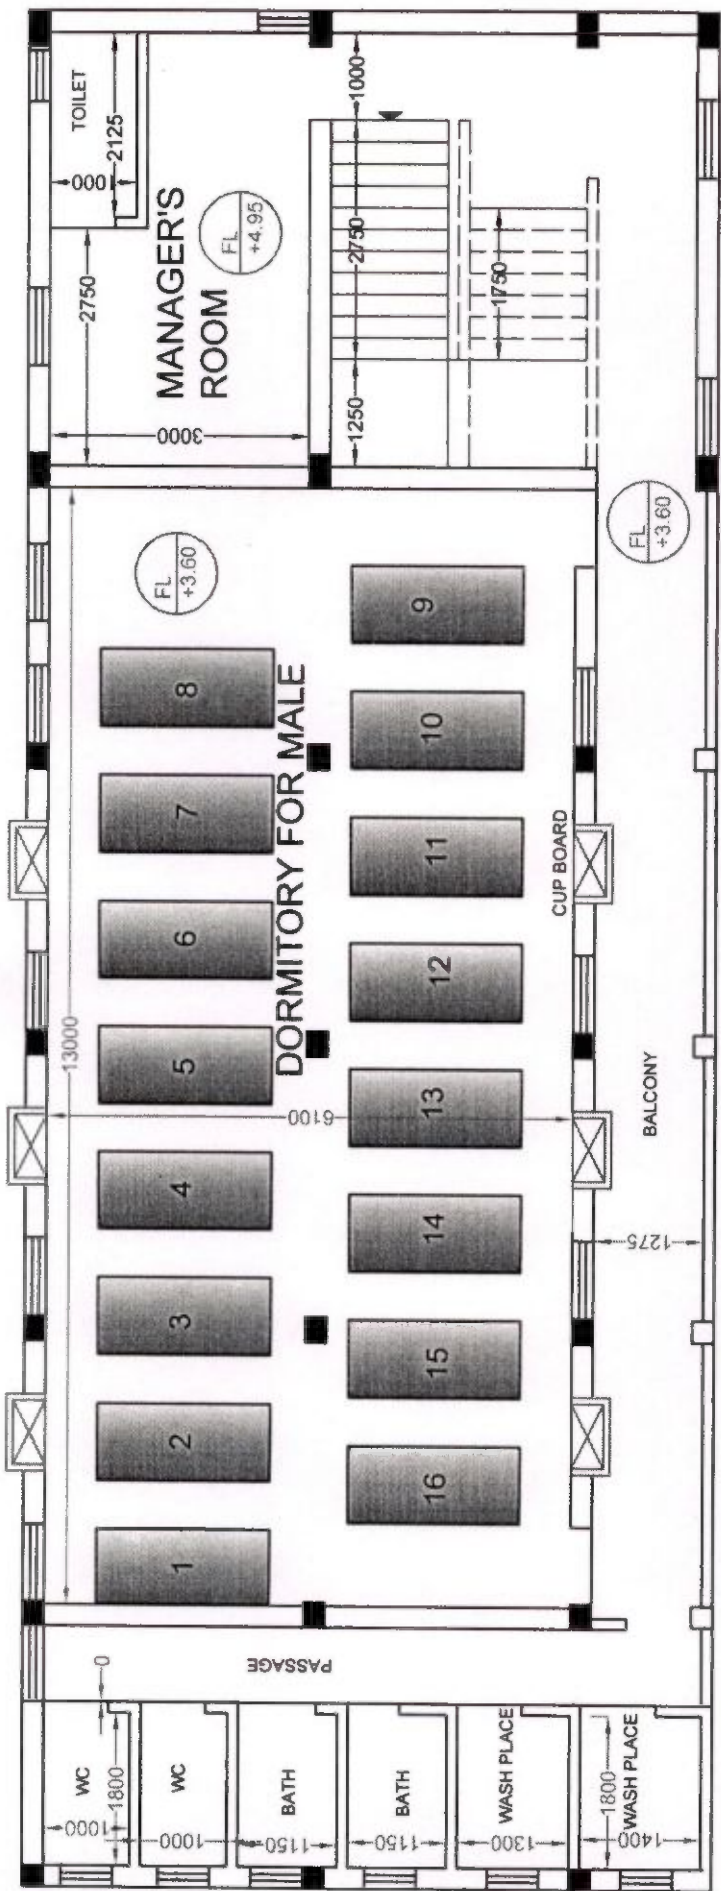 TOILET
000
2125
2750
MANAGER'S
ROOM
FL
+4.95
3000
1000
2750
1750
1250
FL
+3.60
FL
+3.60
13000
DORMITORY FOR MALE
6100
8
7
6
5
4
3
2
1
9
10
11
12
13
14
15
16
CUP BOARD
BALCONY
1275
PASSAGE
0
WC
1800
1000
WC
1000
BATH
1150
BATH
1150
WASH PLACE
1300
WASH PLACE
1800
1400